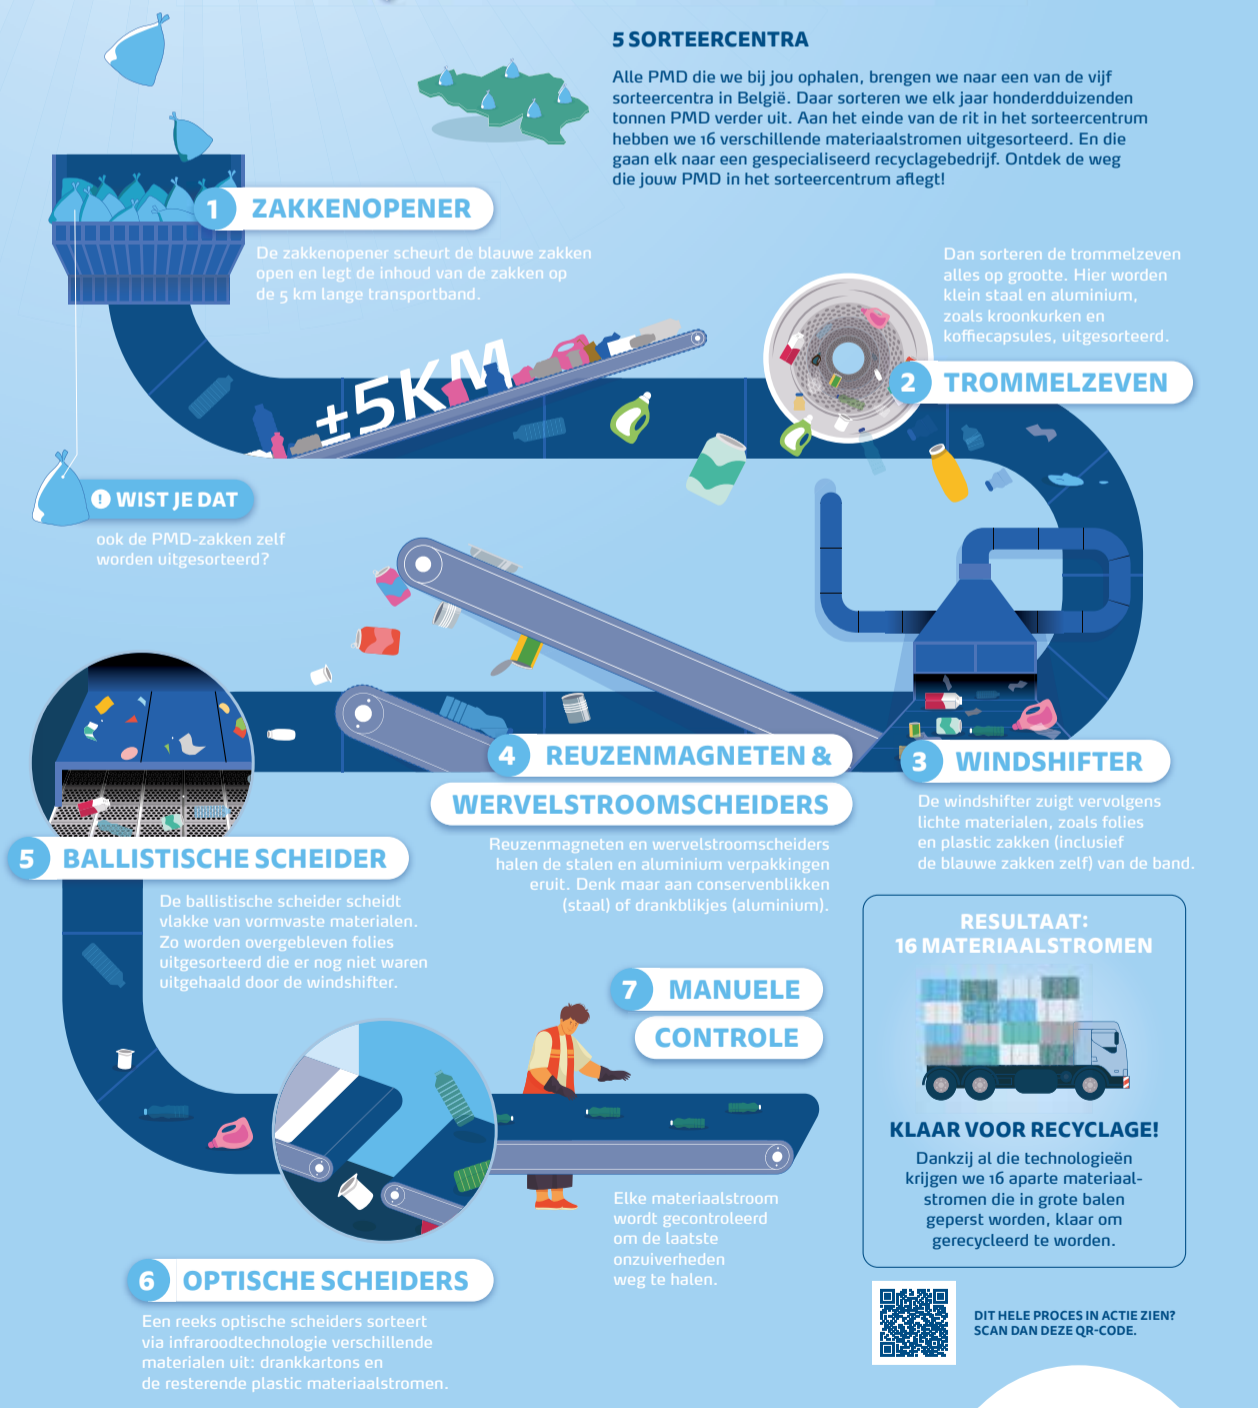 5 SORTEERCENTRA
Alle PMD die we bij jou ophalen, brengen we naar een van de vijf
sorteercentra in België. Daar sorteren we elk jaar honderdduizenden
tonnen PMD verder uit. Aan het einde van de rit in het sorteercentrum
hebben we 16 verschillende materiaalstromen uitgesorteerd. En die
gaan elk naar een gespecialiseerd recyclagebedrijf. Ontdek de weg
die jouw PMD in het sorteercentrum aflegt!
1 ZAKKENOPENER
De zakkenopener scheurt de blauwe zakken
open en legt de inhoud van de zakken op
de 5 km lange transportband.
±5KM
Dan sorteren de trommelzeven
alles op grootte. Hier worden
klein staal en aluminium,
zoals kroonkurken en
koffiecapsules, uitgesorteerd.
2 TROMMELZEVEN
! WIST JE DAT
ook de PMD-zakken zelf
worden uitgesorteerd?
3 WINDSHIFTER
De windshifter zuigt vervolgens
lichte materialen, zoals folies
en plastic zakken (inclusief
de blauwe zakken zelf) van de band.
4 REUZENMAGNETEN &
WERVELSTROOMSCHEIDERS
Reuzenmagneten en wervelstroomscheiders
halen de stalen en aluminium verpakkingen
eruit. Denk maar aan conservenblikken
(staal) of drankblikjes (aluminium).
5 BALLISTISCHE SCHEIDER
De ballistische scheider scheidt
vlakke van vormvaste materialen.
Zo worden overgebleven folies
uitgesorteerd die er nog niet waren
uitgehaald door de windshifter.
6 OPTISCHE SCHEIDERS
Een reeks optische scheiders sorteert
via infraroodtechnologie verschillende
materialen uit: drankkartons en
de resterende plastic materiaalstromen.
7 MANUELE
CONTROLE
Elke materiaalstroom
wordt gecontroleerd
om de laatste
onzuiverheden
weg te halen.
RESULTAAT:
16 MATERIAALSTROMEN
KLAAR VOOR RECYCLAGE!
Dankzij al die technologieën
krijgen we 16 aparte materiaal-
stromen die in grote balen
geperst worden, klaar om
gerecycleerd te worden.
DIT HELE PROCES IN ACTIE ZIEN?
SCAN DAN DEZE QR-CODE.